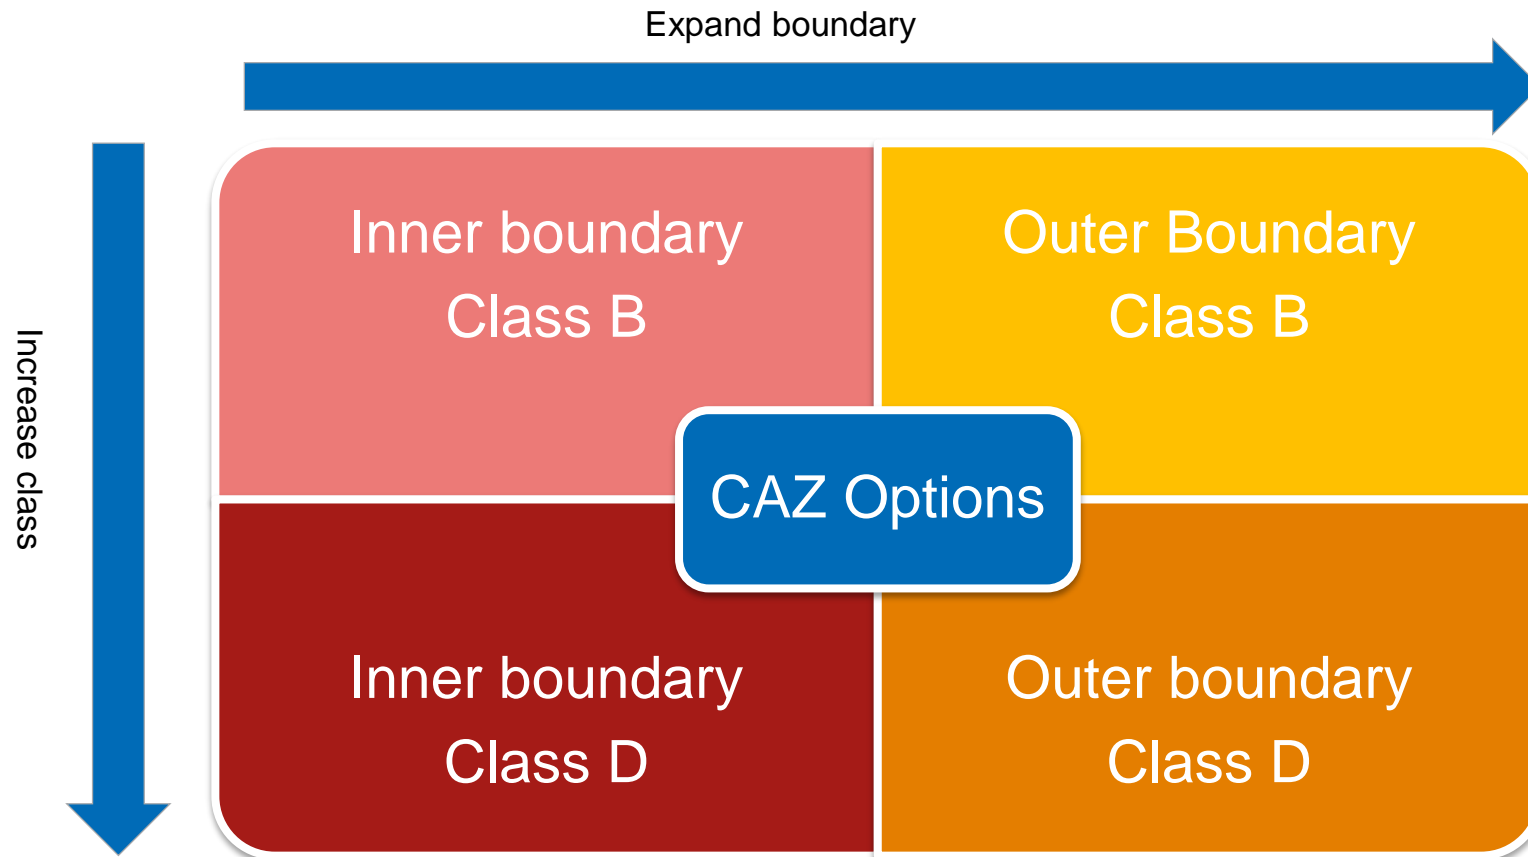 Expand boundary
Increase class
Inner boundary
Class B
Outer Boundary
Class B
CAZ Options
Inner boundary
Class D
Outer boundary
Class D